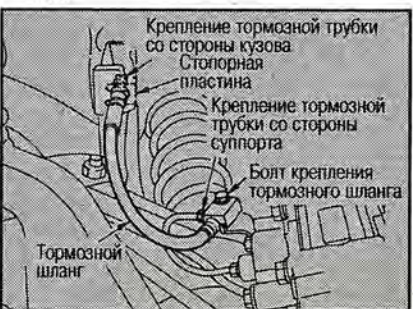 Крепление тормозной трубки
со стороны кузова
Стопорная
пластина
Крепление тормозной
трубки со стороны
суппорта
Болт крепления
тормозного шланга
Тормозной
шланг